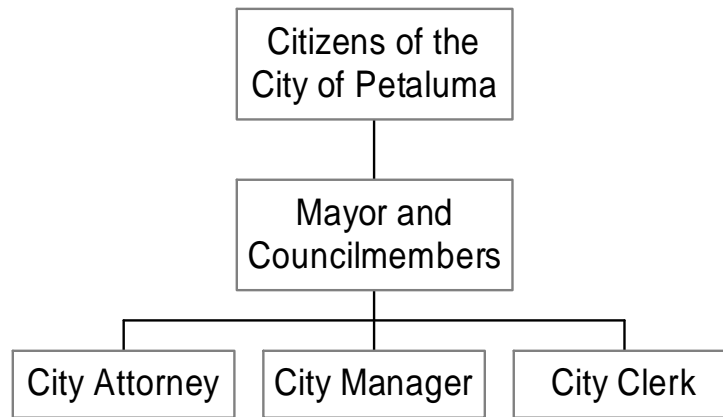 Citizens of the
City of Petaluma
Mayor and
Councilmembers
City Attorney
City Manager
City Clerk